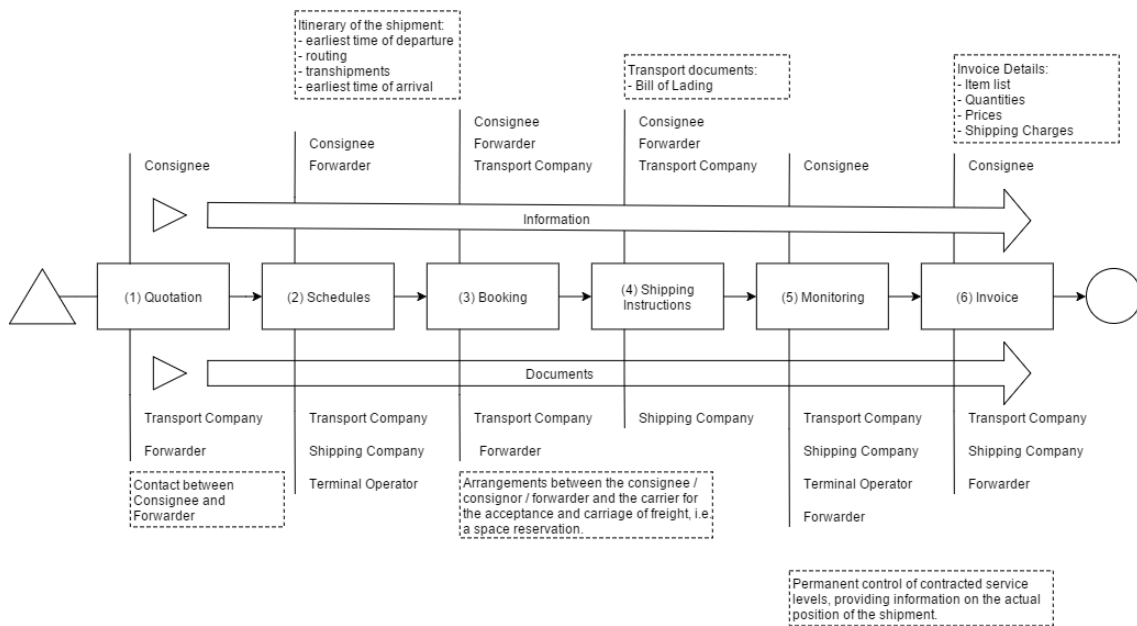 Itinerary of the shipment:
- earliest time of departure
- routing
- transhipments
- earliest time of arrival
Transport documents:
- Bill of Lading
Invoice Details:
- Item list
- Quantities
- Prices
- Shipping Charges
Consignee
Consignee
Forwarder
Consignee
Forwarder
Transport Company
Consignee
Forwarder
Transport Company
Consignee
Consignee
Information
(1) Quotation
(2) Schedules
(3) Booking
(4) Shipping
Instructions
(5) Monitoring
(6) Invoice
Documents
Transport Company
Forwarder
Transport Company
Shipping Company
Terminal Operator
Transport Company
Forwarder
Shipping Company
Transport Company
Shipping Company
Terminal Operator
Forwarder
Transport Company
Shipping Company
Forwarder
Contact between
Consignee and
Forwarder
Arrangements between the consignee /
consignor / forwarder and the carrier for
the acceptance and carriage of freight, i.e.
a space reservation.
Permanent control of contracted service
levels, providing information on the actual
position of the shipment.